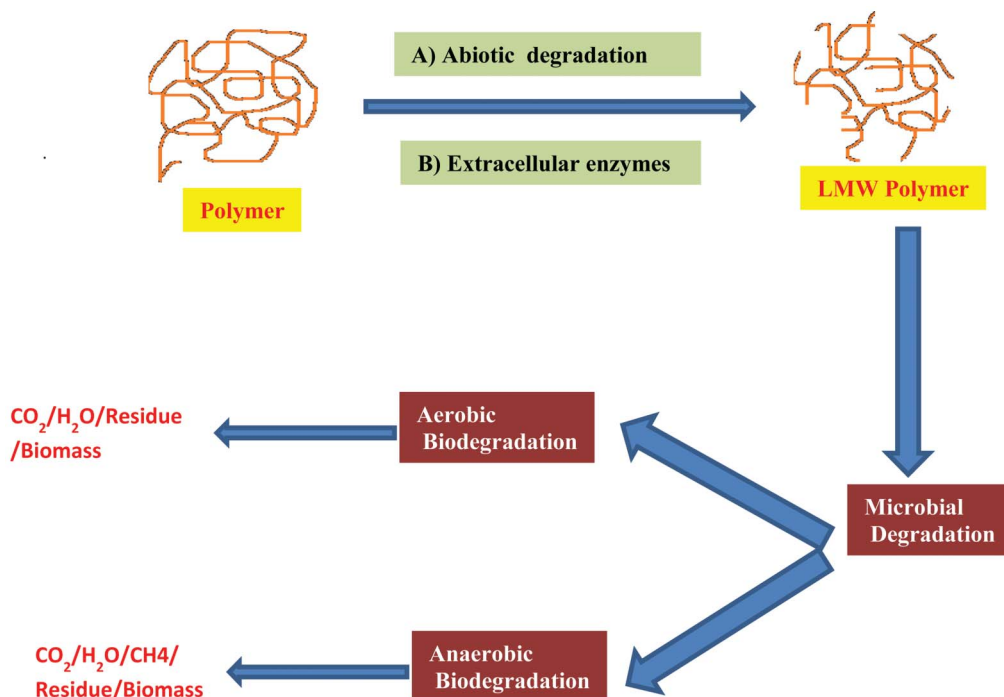 A) Abiotic degradation
B) Extracellular enzymes
Polymer
LMW Polymer
CO₂/H₂O/Residue
/Biomass
Aerobic
Biodegradation
Microbial
Degradation
CO₂/H₂O/CH4/
Residue/Biomass
Anaerobic
Biodegradation